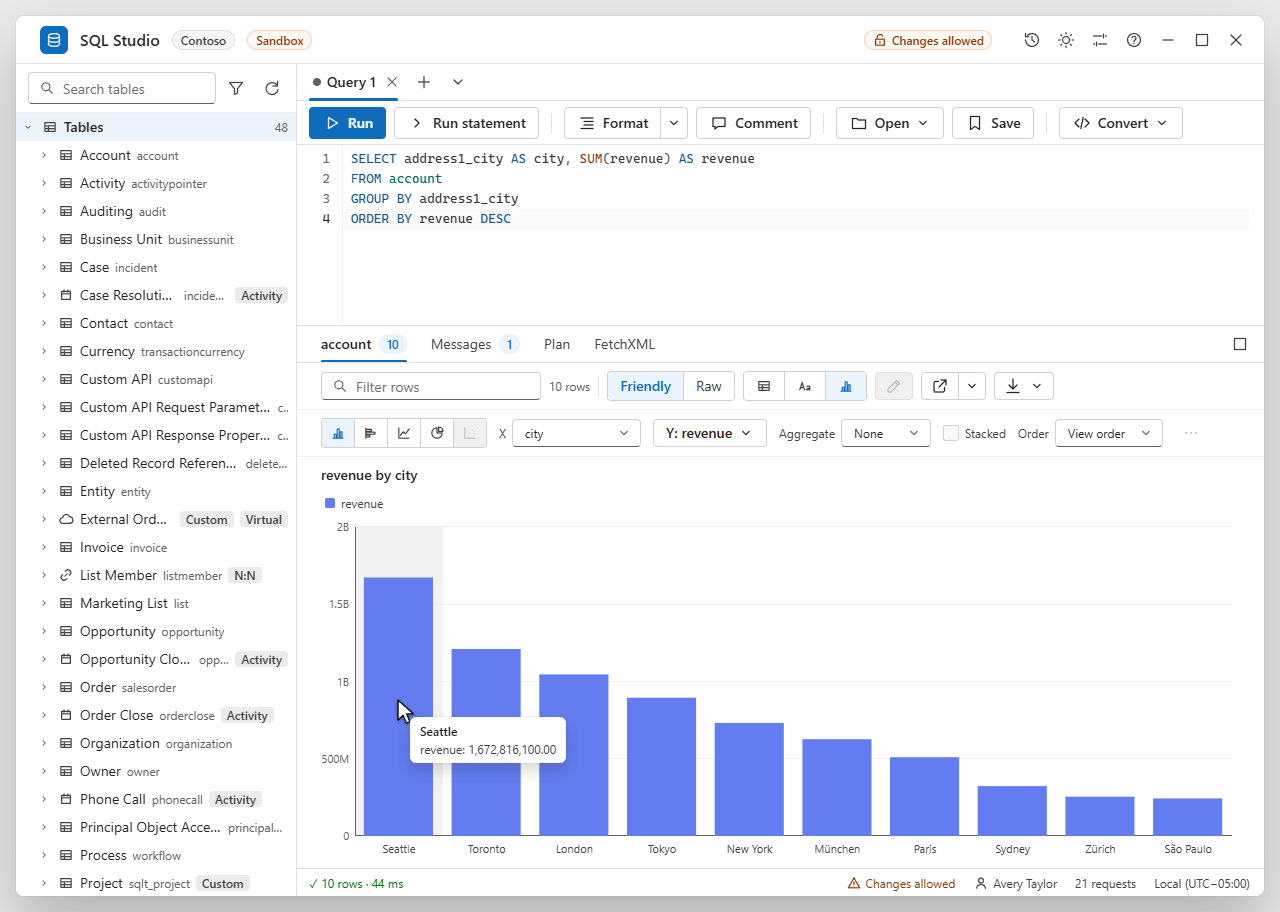 SQL Studio Contoso Sandbox Changes allowed
Search tables
Tables 48
Account account
Activity activitypointer
Auditing audit
Business Unit businessunit
Case incident
Case Resoluti... incide... Activity
Contact contact
Currency transactioncurrency
Custom API customapi
Custom API Request Paramet... c...
Custom API Response Proper... c...
Deleted Record Referen... delete...
Entity entity
External Ord... Custom Virtual
Invoice invoice
List Member listmember N:N
Marketing List list
Opportunity opportunity
Opportunity Clo... opp... Activity
Order salesorder
Order Close orderclose Activity
Organization organization
Owner owner
Phone Call phonecall Activity
Principal Object Acce... principal...
Process workflow
Project sqlt_project Custom
Query 1
Run Run statement Format Comment Open Save Convert
1 SELECT address1_city AS city, SUM(revenue) AS revenue
2 FROM account
3 GROUP BY address1_city
4 ORDER BY revenue DESC
account 10 Messages 1 Plan FetchXML
Filter rows 10 rows Friendly Raw Aa
X city Y: revenue Aggregate None Stacked Order View order ...
revenue by city
revenue
2B
1.5B
1B
500M
0
Seattle
revenue: 1,672,816,100.00
Seattle Toronto London Tokyo New York München Paris Sydney Zürich São Paulo
✓ 10 rows · 44 ms Changes allowed Avery Taylor 21 requests Local (UTC−05:00)